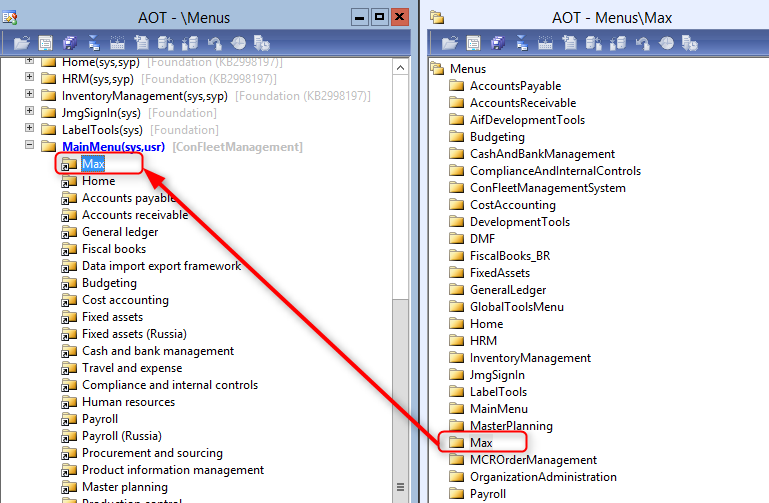 AOT - \Menus
Home(sys,syp) [Foundation (KB2998197)]
HRM(sys,syp) [Foundation (KB2998197)]
InventoryManagement(sys,syp) [Foundation (KB2998197)]
JmgSignIn(sys) [Foundation]
LabelTools(sys) [Foundation]
MainMenu(sys,usr) [ConFleetManagement]
Max
Home
Accounts payable
Accounts receivable
General ledger
Fiscal books
Data import export framework
Budgeting
Cost accounting
Fixed assets
Fixed assets (Russia)
Cash and bank management
Travel and expense
Compliance and internal controls
Human resources
Payroll
Payroll (Russia)
Procurement and sourcing
Product information management
Master planning
Production control
AOT - Menus\Max
Menus
AccountsPayable
AccountsReceivable
AifDevelopmentTools
Budgeting
CashAndBankManagement
ComplianceAndInternalControls
ConFleetManagementSystem
CostAccounting
DevelopmentTools
DMF
FiscalBooks_BR
FixedAssets
GeneralLedger
GlobalToolsMenu
Home
HRM
InventoryManagement
JmgSignIn
LabelTools
MainMenu
MasterPlanning
Max
MCROrderManagement
OrganizationAdministration
Payroll